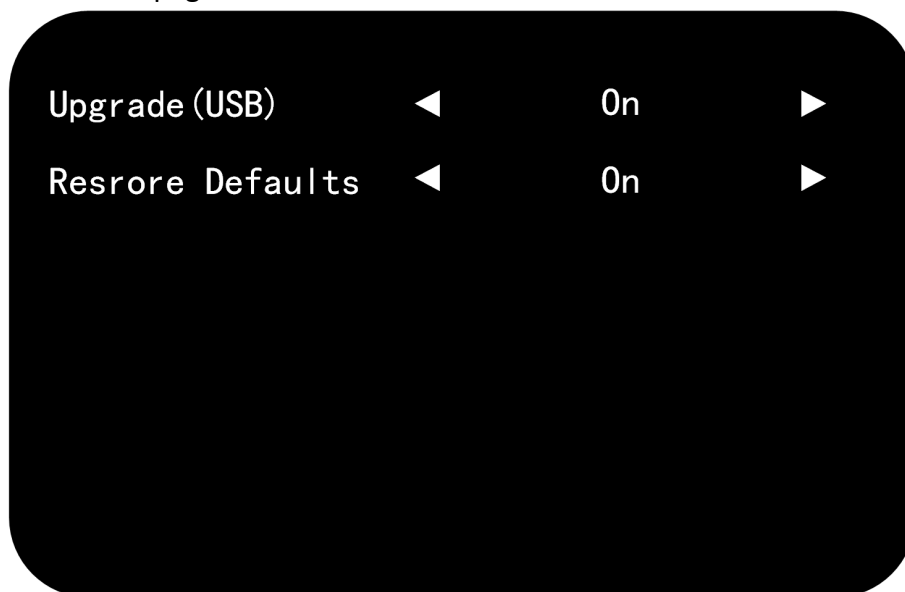 Upgrade(USB) ◀ On ▶
Resrore Defaults ◀ On ▶